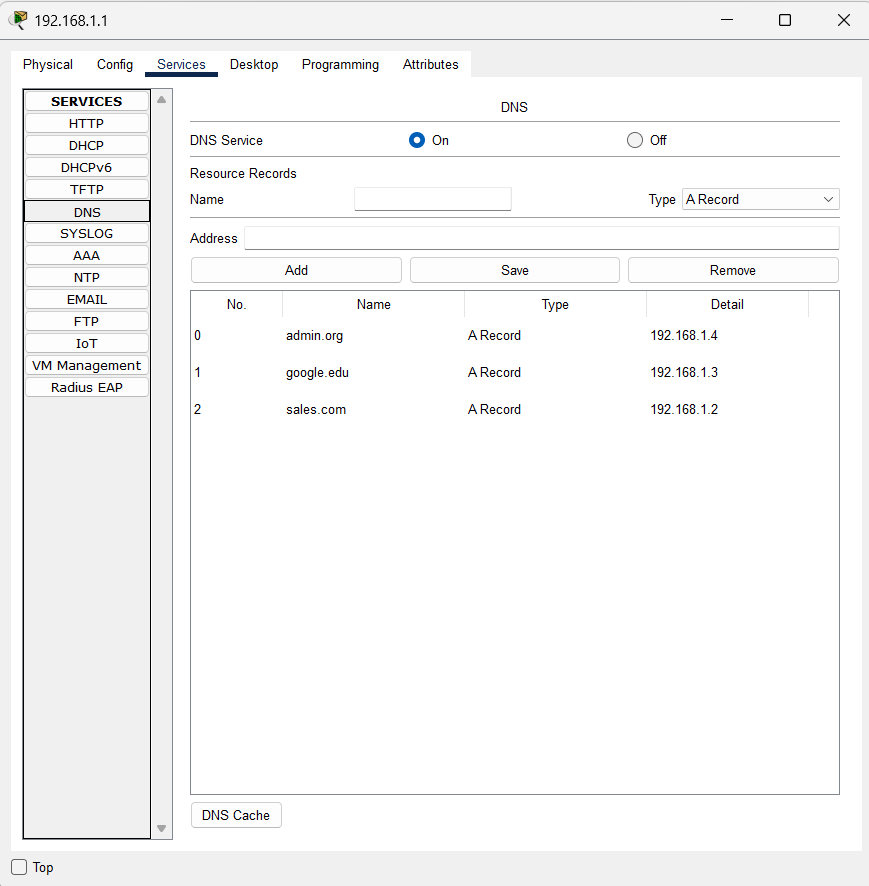 192.168.1.1
Physical Config Services Desktop Programming Attributes
SERVICES
HTTP
DHCP
DHCPv6
TFTP
DNS
SYSLOG
AAA
NTP
EMAIL
FTP
IoT
VM Management
Radius EAP
DNS
DNS Service On Off
Resource Records
Name Type A Record
Address
Add Save Remove
No. Name Type Detail
0 admin.org A Record 192.168.1.4
1 google.edu A Record 192.168.1.3
2 sales.com A Record 192.168.1.2
DNS Cache
Top